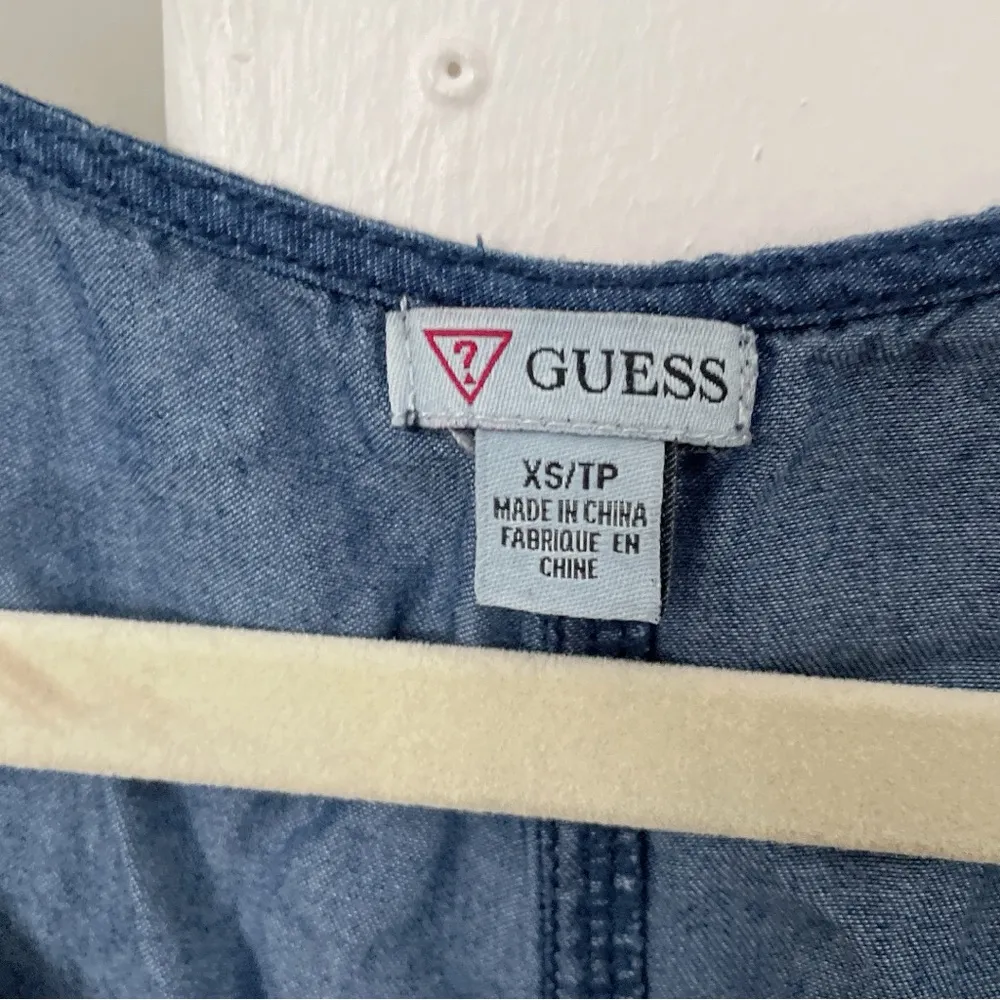 ? GUESS
XS/TP
MADE IN CHINA
FABRIQUE EN
CHINE